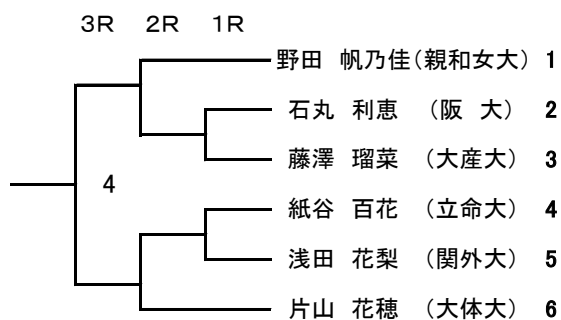 3R 2R 1R
野田 帆乃佳(親和女大) 1
石丸 利恵 (阪 大) 2
藤澤 瑠菜 (大産大) 3
4
紙谷 百花 (立命大) 4
浅田 花梨 (関外大) 5
片山 花穂 (大体大) 6